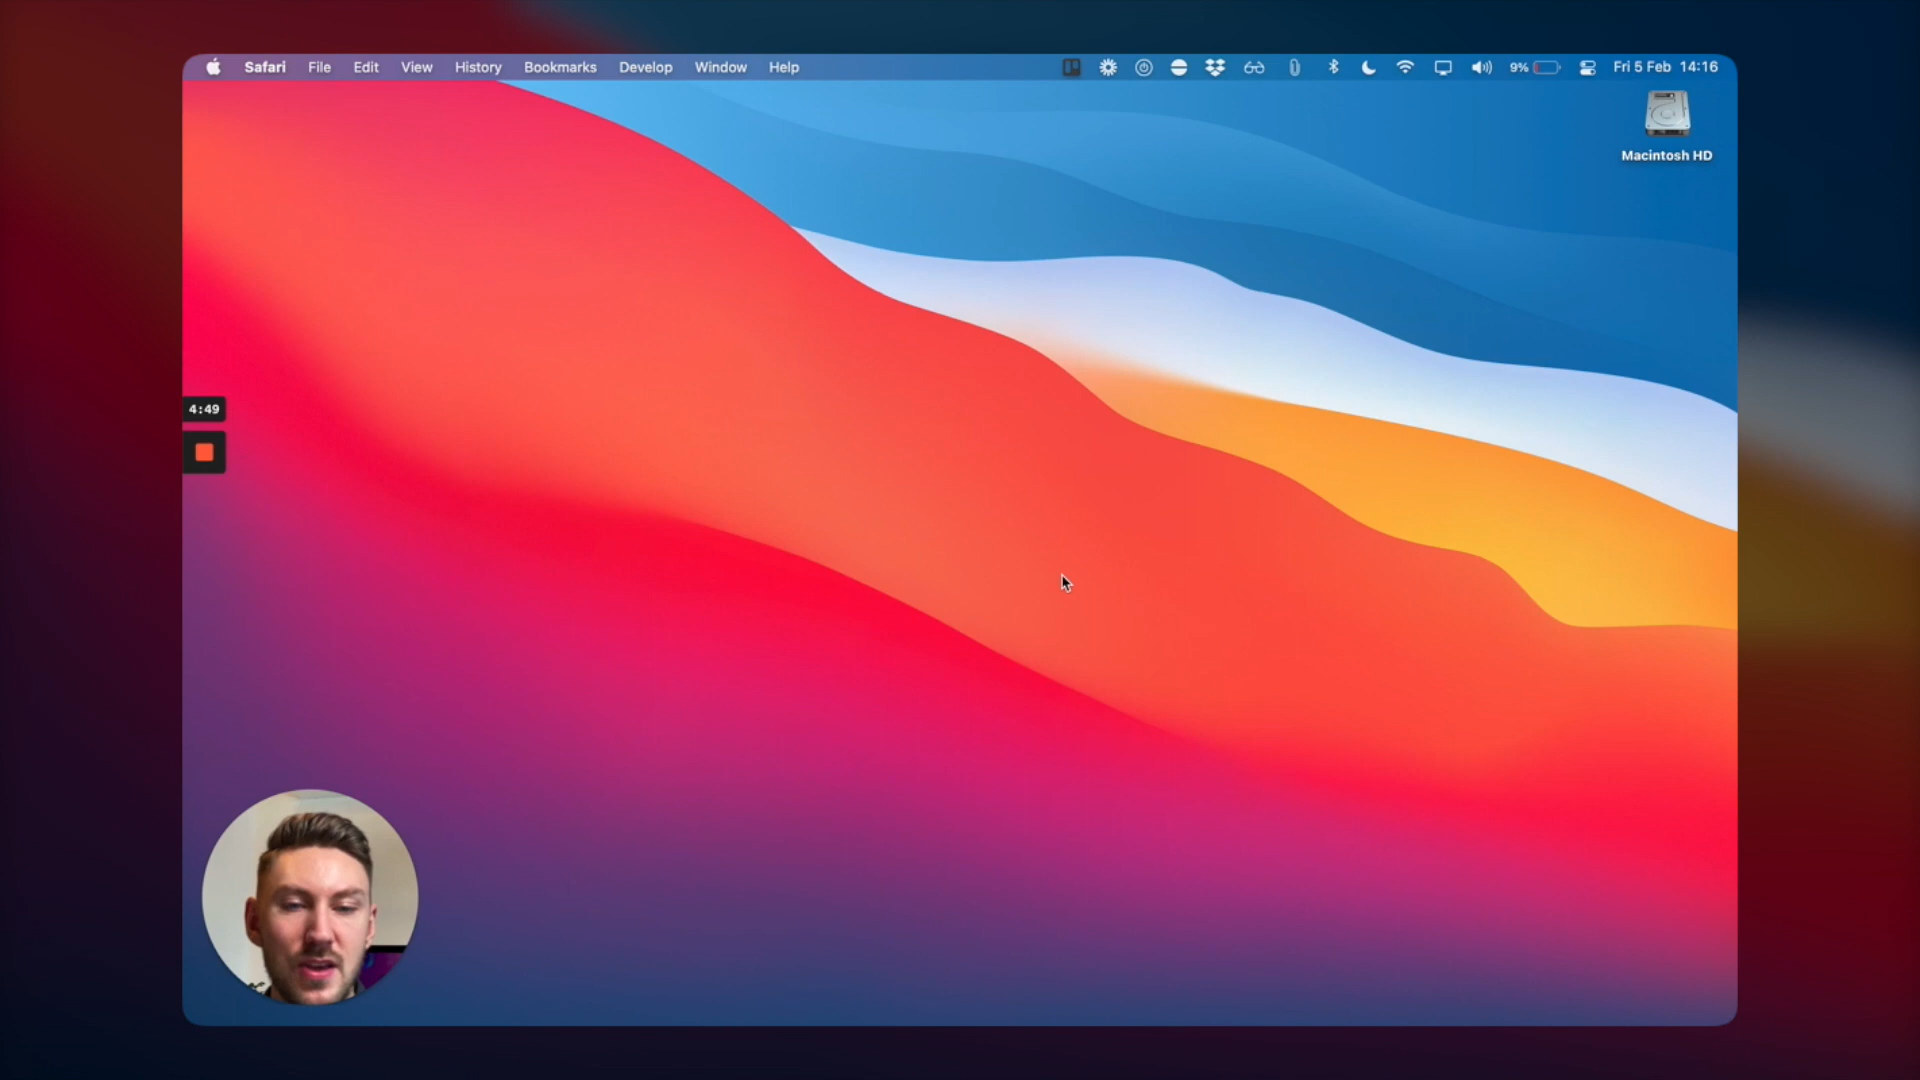 Safari File Edit View History Bookmarks Develop Window Help 9% Fri 5 Feb 14:16
Macintosh HD
4:49